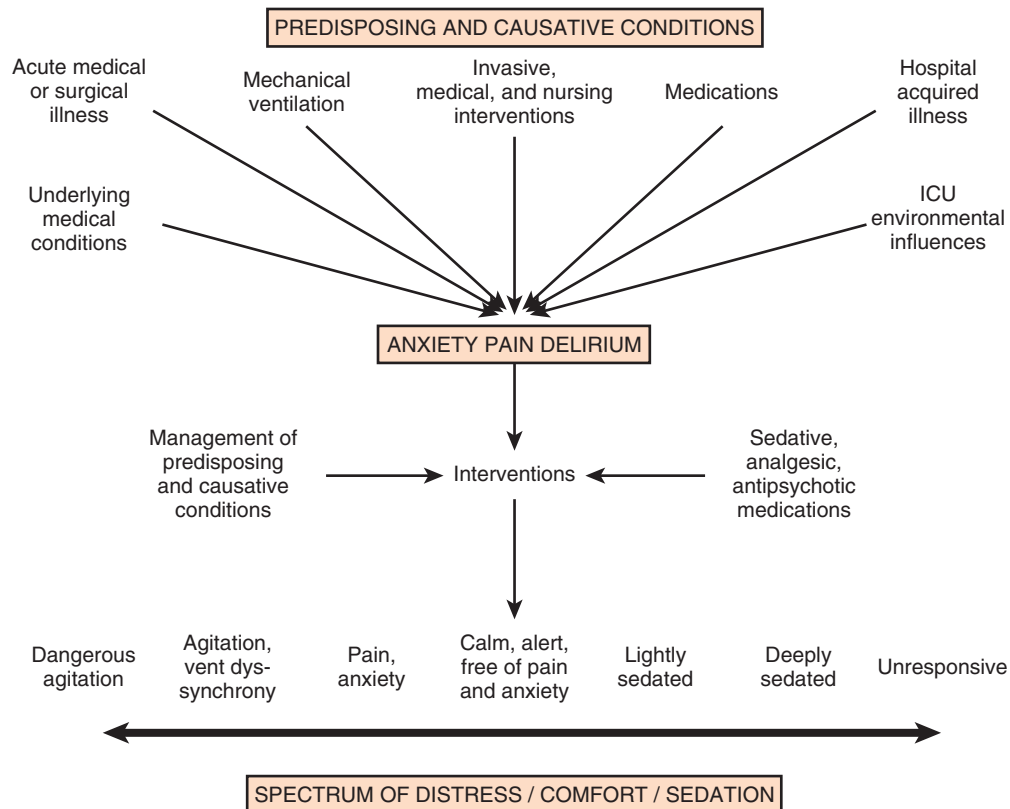 PREDISPOSING AND CAUSATIVE CONDITIONS
Acute medical
or surgical
illness
Mechanical
ventilation
Invasive,
medical, and nursing
interventions
Medications
Hospital
acquired
illness
Underlying
medical
conditions
ICU
environmental
influences
ANXIETY PAIN DELIRIUM
Management of
predisposing
and causative
conditions
Interventions
Sedative,
analgesic,
antipsychotic
medications
Dangerous
agitation
Agitation,
vent dys-
synchrony
Pain,
anxiety
Calm, alert,
free of pain
and anxiety
Lightly
sedated
Deeply
sedated
Unresponsive
SPECTRUM OF DISTRESS / COMFORT / SEDATION